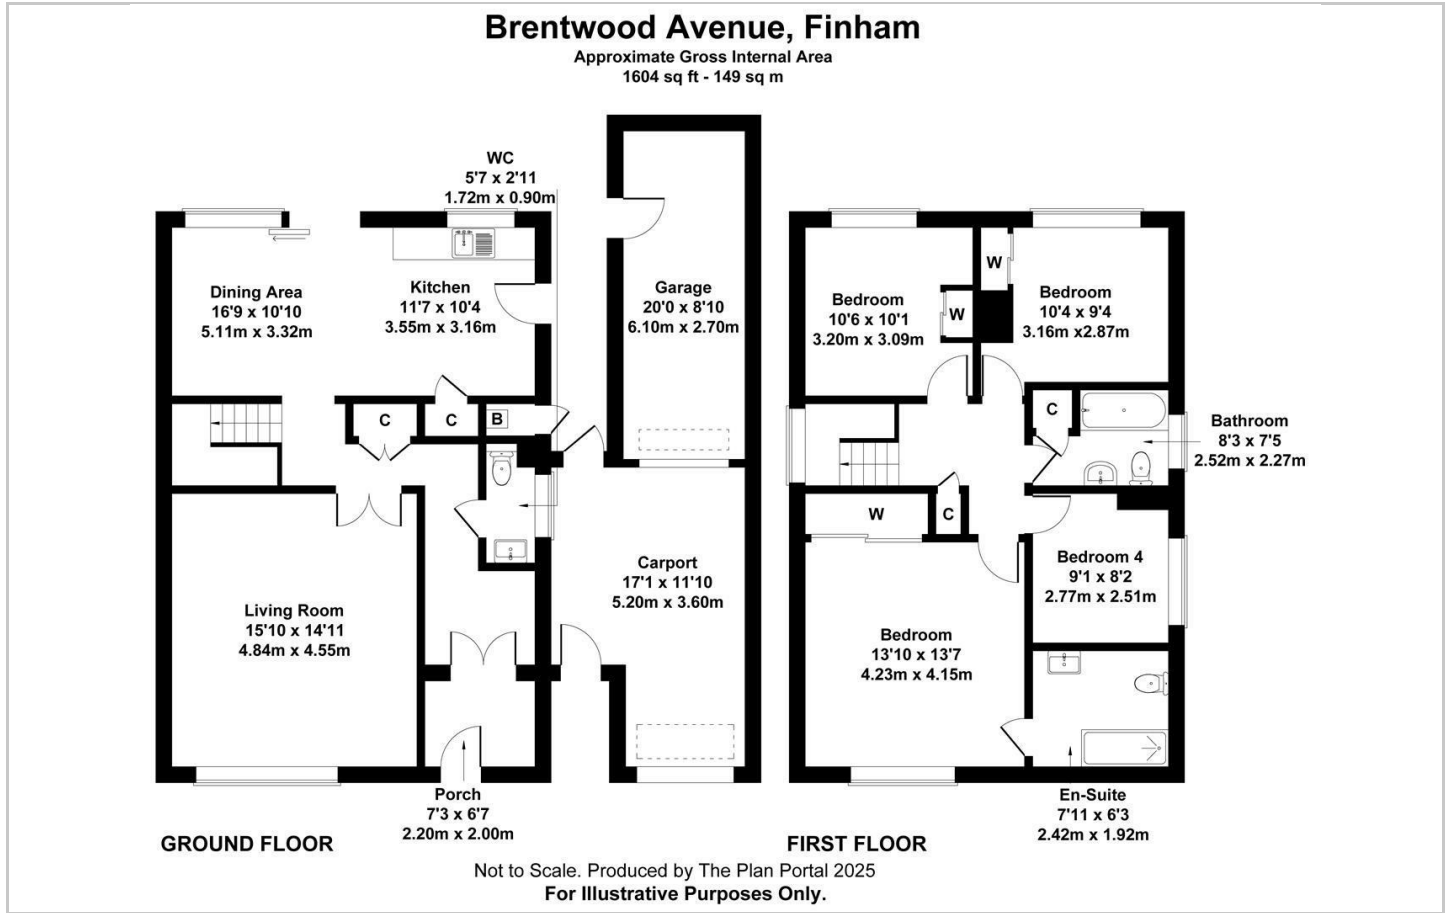 Brentwood Avenue, Finham
Approximate Gross Internal Area
1604 sq ft - 149 sq m
WC
5'7 x 2'11
1.72m x 0.90m
Dining Area
16'9 x 10'10
5.11m x 3.32m
Kitchen
11'7 x 10'4
3.55m x 3.16m
Garage
20'0 x 8'10
6.10m x 2.70m
C
C
B
Living Room
15'10 x 14'11
4.84m x 4.55m
Carport
17'1 x 11'10
5.20m x 3.60m
Porch
7'3 x 6'7
2.20m x 2.00m
GROUND FLOOR
Bedroom
10'6 x 10'1
3.20m x 3.09m
W
W
Bedroom
10'4 x 9'4
3.16m x2.87m
C
Bathroom
8'3 x 7'5
2.52m x 2.27m
W
C
Bedroom 4
9'1 x 8'2
2.77m x 2.51m
Bedroom
13'10 x 13'7
4.23m x 4.15m
En-Suite
7'11 x 6'3
2.42m x 1.92m
FIRST FLOOR
Not to Scale. Produced by The Plan Portal 2025
For Illustrative Purposes Only.